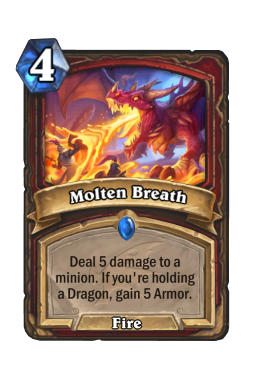 4
Molten Breath
Deal 5 damage to a
minion. If you're holding
a Dragon, gain 5 Armor.
Fire